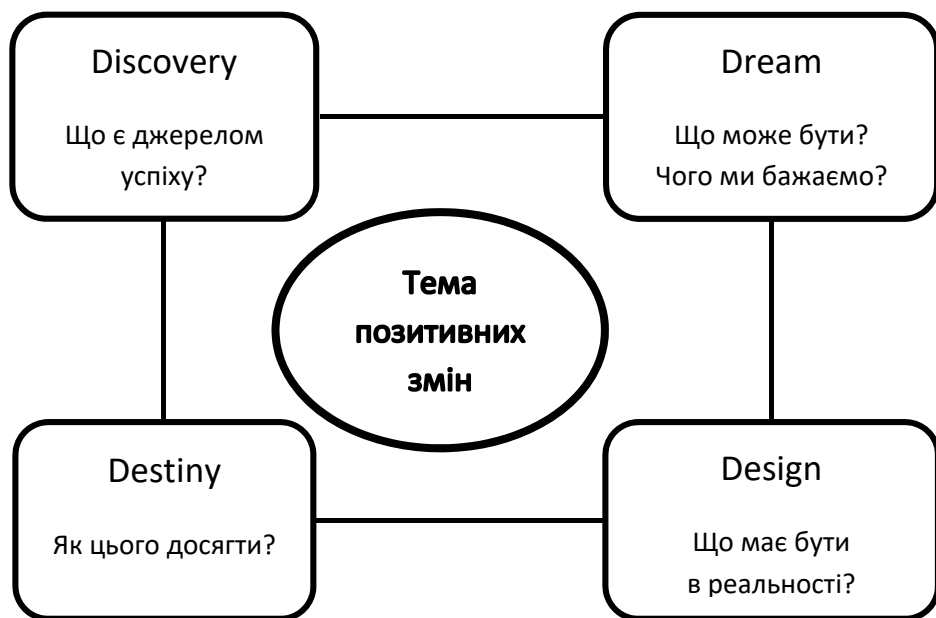 Discovery
Що є джерелом
успіху?
Dream
Що може бути?
Чого ми бажаємо?
Тема
позитивних
змін
Destiny
Як цього досягти?
Design
Що має бути
в реальності?